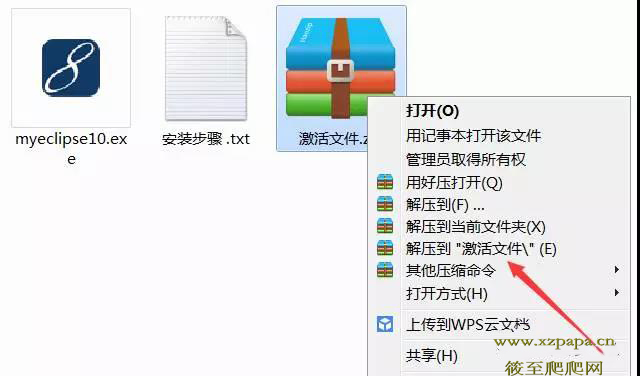 Haozip
myeclipse10.ex
e
安装步骤 .txt
激活文件.z
打开(O)
用记事本打开该文件
管理员取得所有权
用好压打开(Q)
解压到(F) ...
解压到当前文件夹(X)
解压到 "激活文件\" (E)
其他压缩命令
打开方式(H)
上传到WPS云文档
www.xzpapa.cn
共享(H)
筱至爬爬网